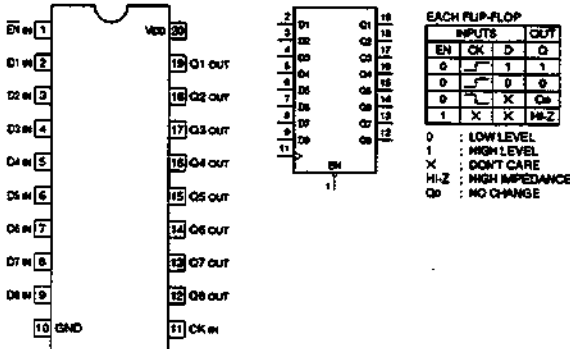 EN IN 1
D1 IN 2
D2 IN 3
D3 IN 4
D4 IN 5
D5 IN 6
D6 IN 7
D7 IN 8
D8 IN 9
10 GND
VDD 20
19 Q1 OUT
18 Q2 OUT
17 Q3 OUT
16 Q4 OUT
15 Q5 OUT
14 Q6 OUT
13 Q7 OUT
12 Q8 OUT
11 CK IN
2 D1 Q1 19
3 D2 Q2 18
4 D3 Q3 17
5 D4 Q4 16
6 D5 Q5 15
7 D6 Q6 14
8 D7 Q7 13
9 D8 Q8 12
11
EN
1
EACH FLIP-FLOP
INPUTS OUT
EN CK D Q
0 1 1
0 0 0
0 X Qo
1 X X HI-Z
0 : LOW LEVEL
1 : HIGH LEVEL
X : DON'T CARE
HI-Z : HIGH IMPEDANCE
Qo : NO CHANGE